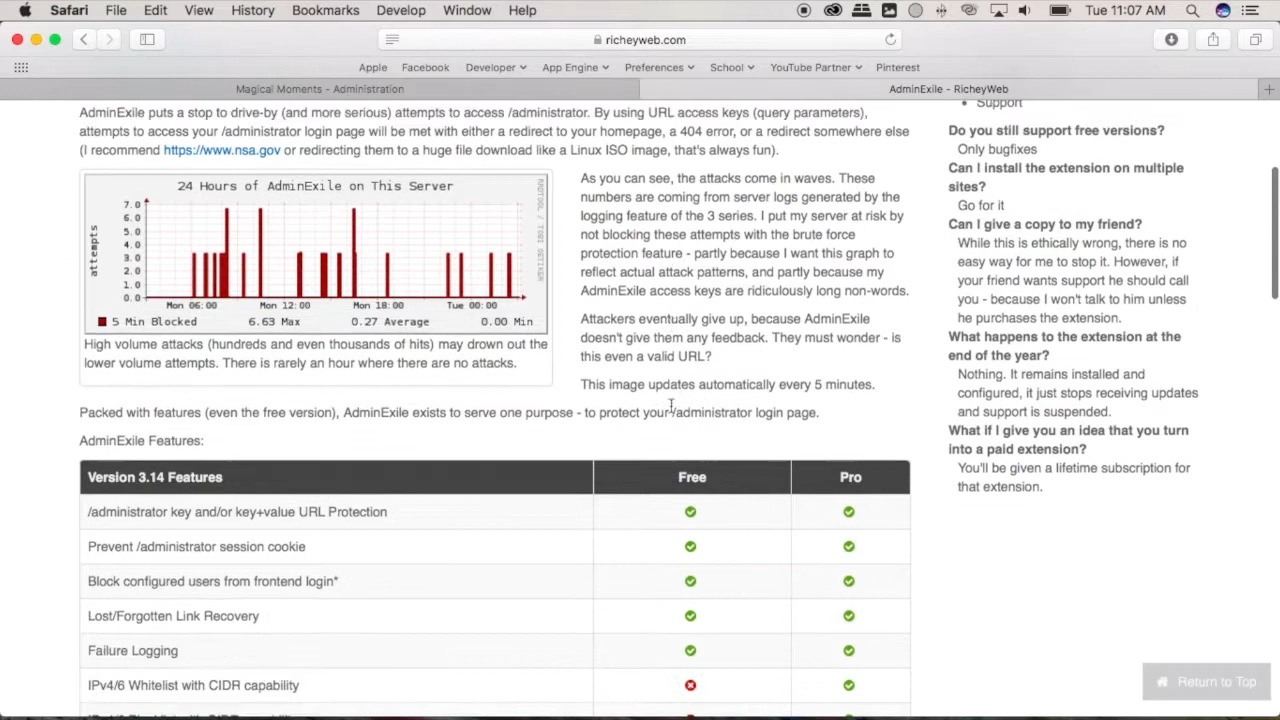 Safari File Edit View History Bookmarks Develop Window Help Tue 11:07 AM
richeyweb.com
Apple Facebook Developer App Engine Preferences School YouTube Partner Pinterest
Magical Moments - Administration AdminExile - RicheyWeb
AdminExile puts a stop to drive-by (and more serious) attempts to access /administrator. By using URL access keys (query parameters),
attempts to access your /administrator login page will be met with either a redirect to your homepage, a 404 error, or a redirect somewhere else
(I recommend https://www.nsa.gov or redirecting them to a huge file download like a Linux ISO image, that's always fun).
24 Hours of AdminExile on This Server
RRDTOOL / TOBI OETIKER
attempts
7.0
6.0
5.0
4.0
3.0
2.0
1.0
0.0
Mon 06:00 Mon 12:00 Mon 18:00 Tue 00:00
5 Min Blocked 6.63 Max 0.27 Average 0.00 Min
High volume attacks (hundreds and even thousands of hits) may drown out the
lower volume attempts. There is rarely an hour where there are no attacks.
As you can see, the attacks come in waves. These
numbers are coming from server logs generated by the
logging feature of the 3 series. I put my server at risk by
not blocking these attempts with the brute force
protection feature - partly because I want this graph to
reflect actual attack patterns, and partly because my
AdminExile access keys are ridiculously long non-words.
Attackers eventually give up, because AdminExile
doesn't give them any feedback. They must wonder - is
this even a valid URL?
This image updates automatically every 5 minutes.
Packed with features (even the free version), AdminExile exists to serve one purpose - to protect your /administrator login page.
AdminExile Features:
Version 3.14 Features Free Pro
/administrator key and/or key+value URL Protection
Prevent /administrator session cookie
Block configured users from frontend login*
Lost/Forgotten Link Recovery
Failure Logging
IPv4/6 Whitelist with CIDR capability
Support
Do you still support free versions?
Only bugfixes
Can I install the extension on multiple
sites?
Go for it
Can I give a copy to my friend?
While this is ethically wrong, there is no
easy way for me to stop it. However, if
your friend wants support he should call
you - because I won't talk to him unless
he purchases the extension.
What happens to the extension at the
end of the year?
Nothing. It remains installed and
configured, it just stops receiving updates
and support is suspended.
What if I give you an idea that you turn
into a paid extension?
You'll be given a lifetime subscription for
that extension.
Return to Top